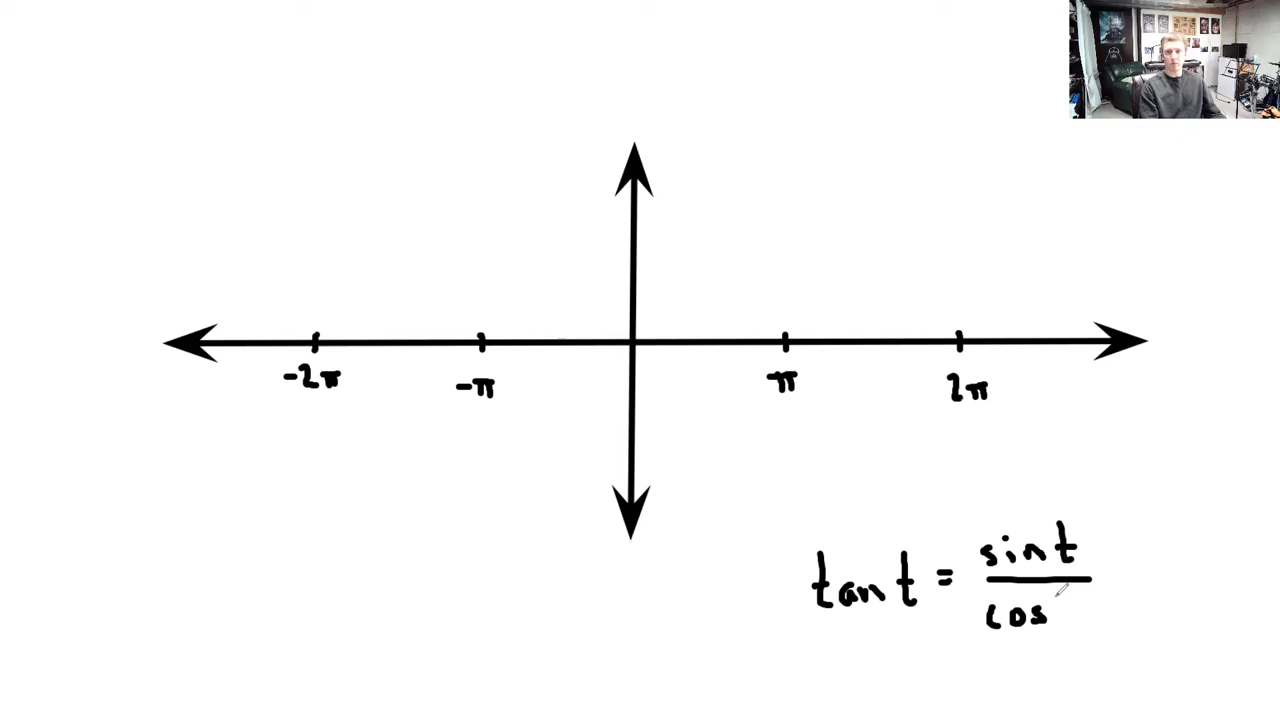 -2π -π π 2π
tan t = sin t
cos